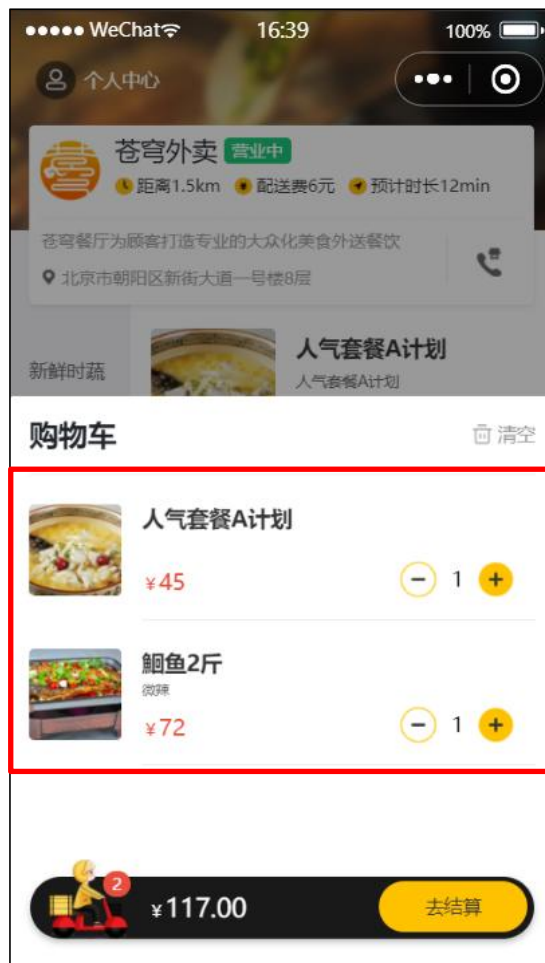 ●●●●● WeChat 16:39 100%
个人中心
苍穹外卖 营业中
距离1.5km 配送费6元 预计时长12min
苍穹餐厅为顾客打造专业的大众化美食外送餐饮
北京市朝阳区新街大道一号楼8层
人气套餐A计划
新鲜时蔬
人气套餐A计划
购物车 清空
人气套餐A计划
¥45 1
鮰鱼2斤
微辣
¥72 1
2
¥117.00 去结算